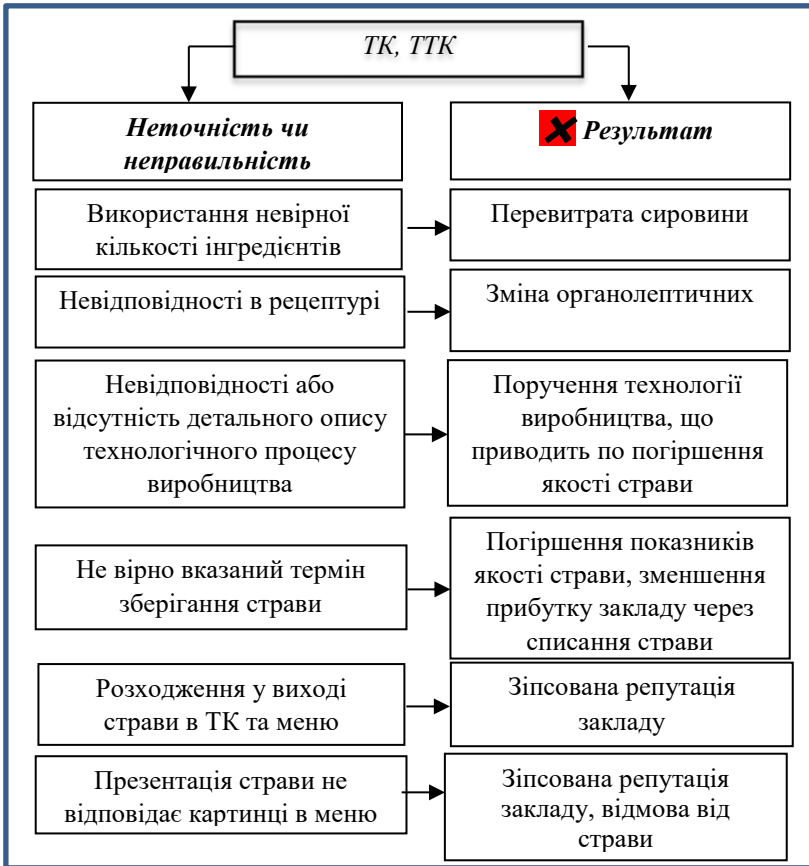 ТК, ТТК
Неточність чи
неправильність
Результат
Використання невірної
кількості інгредієнтів
Перевитрата сировини
Невідповідності в рецептурі
Зміна органолептичних
Невідповідності або
відсутність детального опису
технологічного процесу
виробництва
Поручення технології
виробництва, що
приводить по погіршення
якості страви
Не вірно вказаний термін
зберігання страви
Погіршення показників
якості страви, зменшення
прибутку закладу через
списання страви
Розходження у виході
страви в ТК та меню
Зіпсована репутація
закладу
Презентація страви не
відповідає картинці в меню
Зіпсована репутація
закладу, відмова від
страви